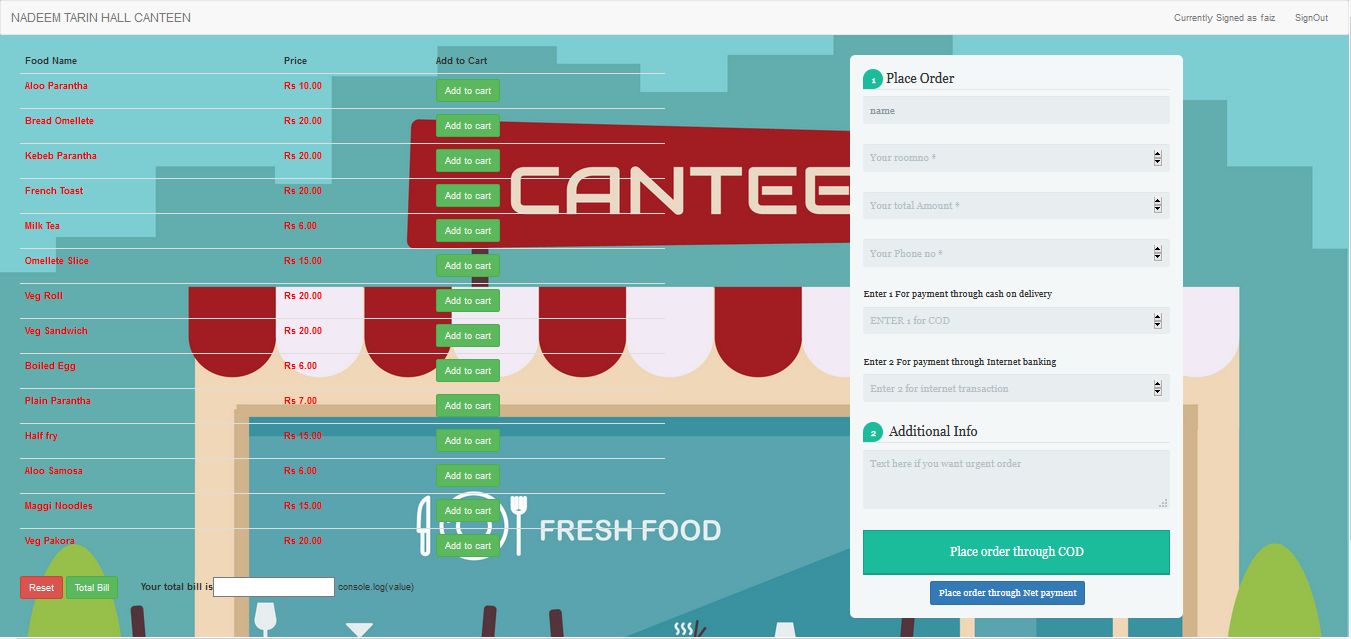 NADEEM TARIN HALL CANTEEN
Currently Signed as faiz SignOut
Food Name Price Add to Cart
Aloo Parantha Rs 10.00 Add to cart
Bread Omellete Rs 20.00 Add to cart
Kebeb Parantha Rs 20.00 Add to cart
French Toast Rs 20.00 Add to cart
Milk Tea Rs 6.00 Add to cart
Omellete Slice Rs 15.00 Add to cart
Veg Roll Rs 20.00 Add to cart
Veg Sandwich Rs 20.00 Add to cart
Boiled Egg Rs 6.00 Add to cart
Plain Parantha Rs 7.00 Add to cart
Half fry Rs 15.00 Add to cart
Aloo Samosa Rs 6.00 Add to cart
Maggi Noodles Rs 15.00 Add to cart
Veg Pakora Rs 20.00 Add to cart
Reset Total Bill Your total bill is console.log(value)
CANTEE
FRESH FOOD
1 Place Order
name
Your roomno *
Your total Amount *
Your Phone no *
Enter 1 For payment through cash on delivery
ENTER 1 for COD
Enter 2 For payment through Internet banking
Enter 2 for internet transaction
2 Additional Info
Text here if you want urgent order
Place order through COD
Place order through Net payment